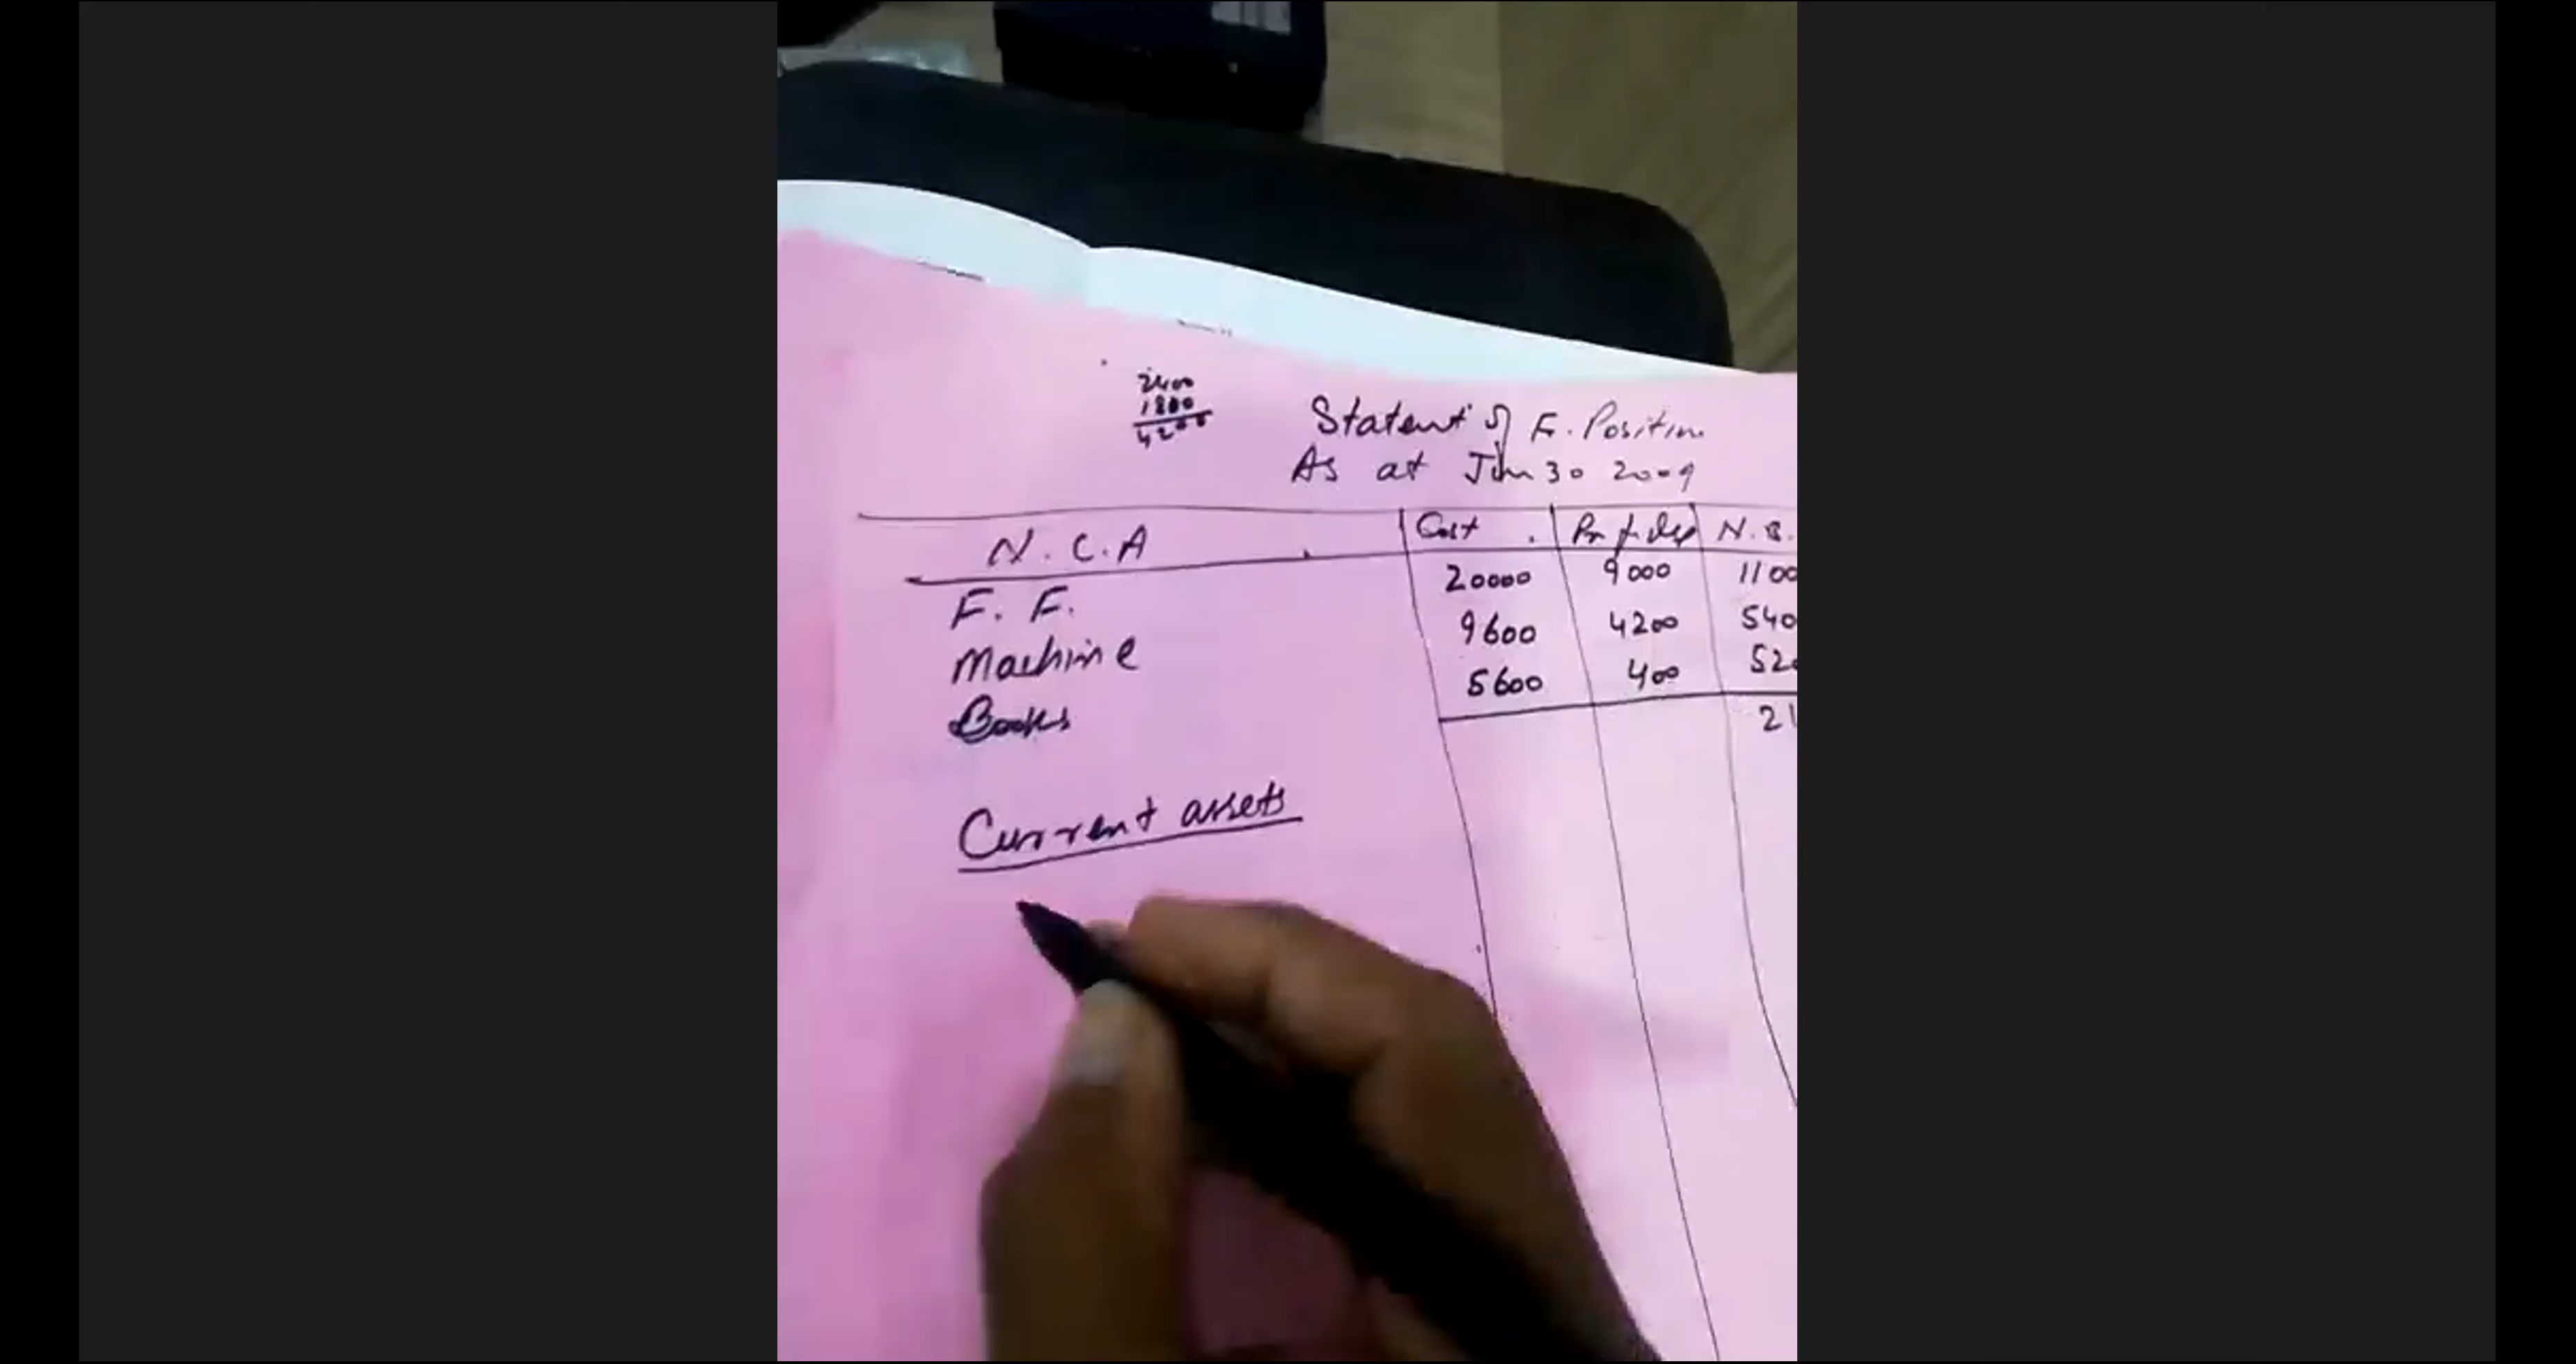 2400
1800
4200
Statent of F. Position
As at Jun 30 2009
N.C.A Cost Pr f. dep N.B.
F. F. 20000 9000 1100
Machine 9600 4200 540
Books 5600 400 52
21
Current assets